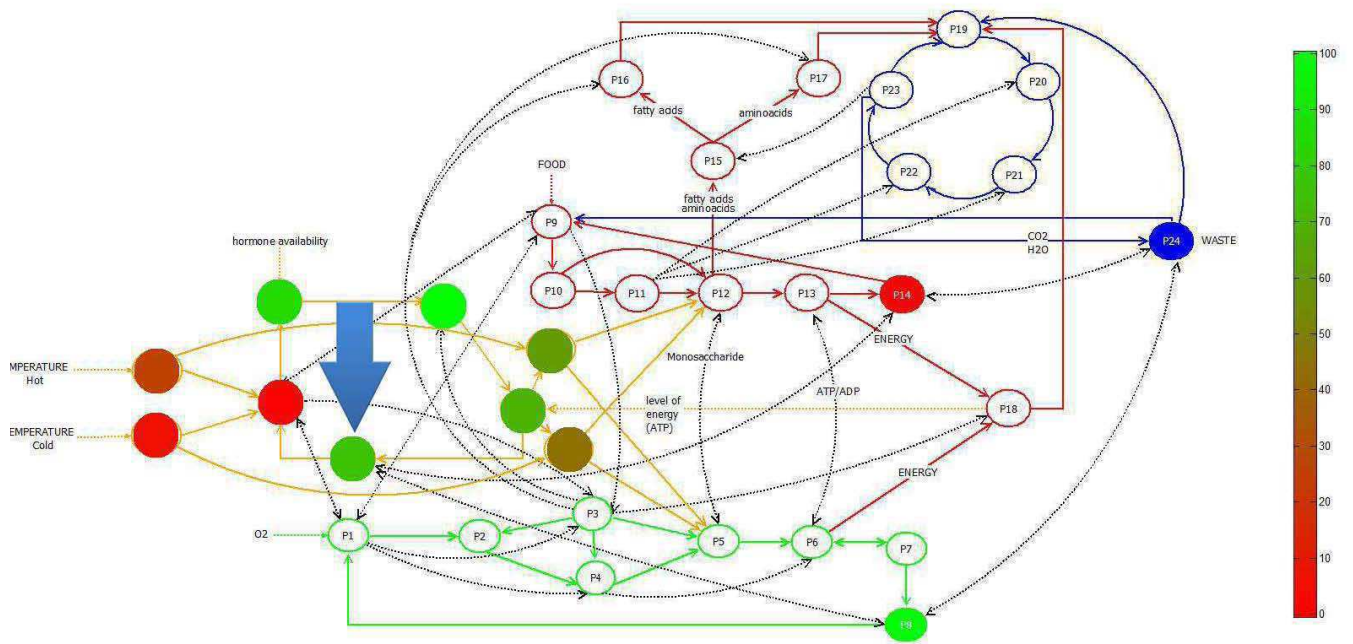 P19
P16
P17
P20
P23
fatty acids
aminoacids
P15
FOOD
P22
P21
fatty acids
aminoacids
P9
hormone availability
CO2
H2O
P24
WASTE
P10
P11
P12
P13
P14
ENERGY
Monosaccharide
MPERATURE
Hot
level of
energy
(ATP)
ATP/ADP
P18
EMPERATURE
Cold
ENERGY
P3
O2
P1
P2
P5
P6
P7
P4
P8
100
90
80
70
60
50
40
30
20
10
0